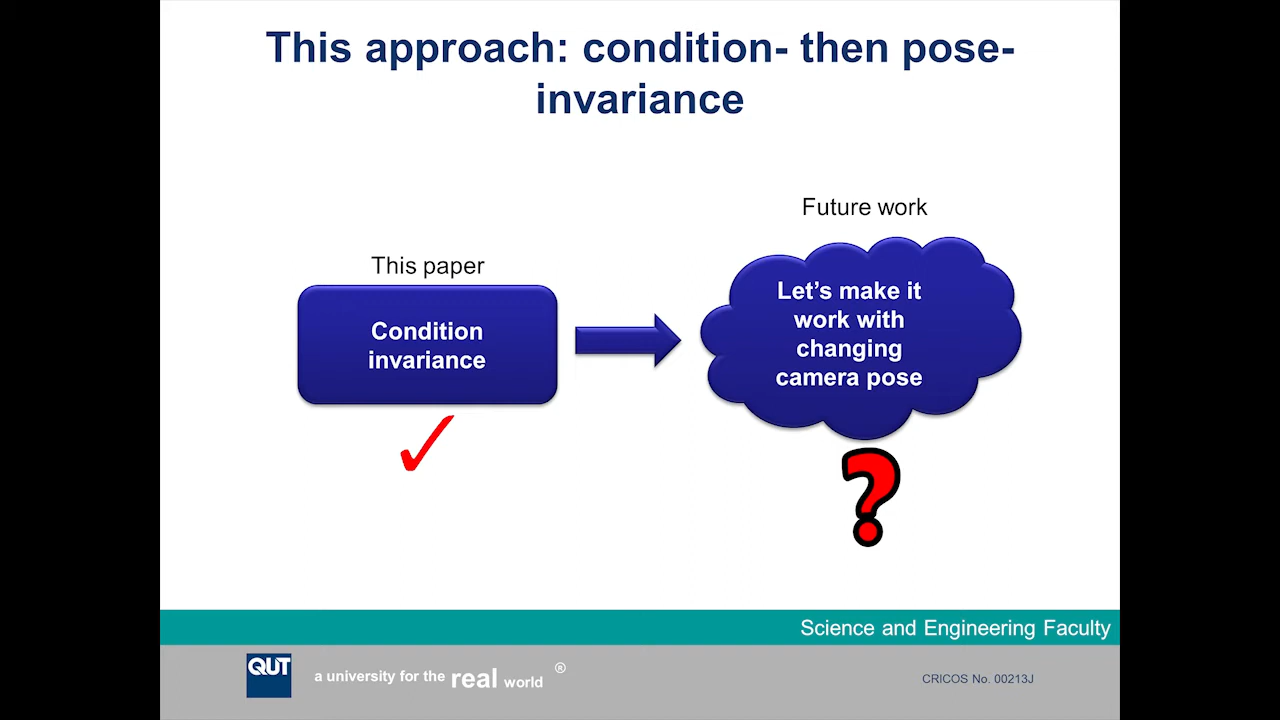 This approach: condition- then pose-
invariance
Future work
This paper
Let’s make it
work with
changing
camera pose
Condition
invariance
✓
?
Science and Engineering Faculty
QUT
a university for the real world ®
CRICOS No. 00213J